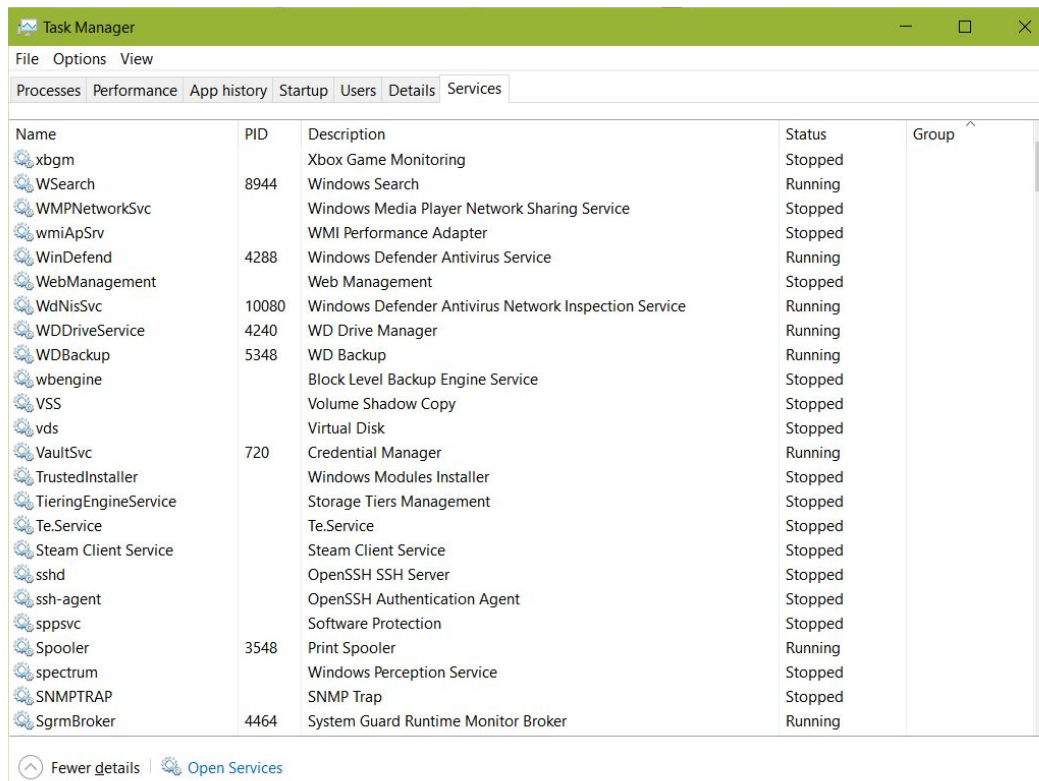 Task Manager
File Options View
Processes Performance App history Startup Users Details Services
Name PID Description Status Group
xbgm Xbox Game Monitoring Stopped
WSearch 8944 Windows Search Running
WMPNetworkSvc Windows Media Player Network Sharing Service Stopped
wmiApSrv WMI Performance Adapter Stopped
WinDefend 4288 Windows Defender Antivirus Service Running
WebManagement Web Management Stopped
WdNisSvc 10080 Windows Defender Antivirus Network Inspection Service Running
WDDriveService 4240 WD Drive Manager Running
WDBackup 5348 WD Backup Running
wbengine Block Level Backup Engine Service Stopped
VSS Volume Shadow Copy Stopped
vds Virtual Disk Stopped
VaultSvc 720 Credential Manager Running
TrustedInstaller Windows Modules Installer Stopped
TieringEngineService Storage Tiers Management Stopped
Te.Service Te.Service Stopped
Steam Client Service Steam Client Service Stopped
sshd OpenSSH SSH Server Stopped
ssh-agent OpenSSH Authentication Agent Stopped
sppsvc Software Protection Stopped
Spooler 3548 Print Spooler Running
spectrum Windows Perception Service Stopped
SNMPTRAP SNMP Trap Stopped
SgrmBroker 4464 System Guard Runtime Monitor Broker Running
Fewer details Open Services